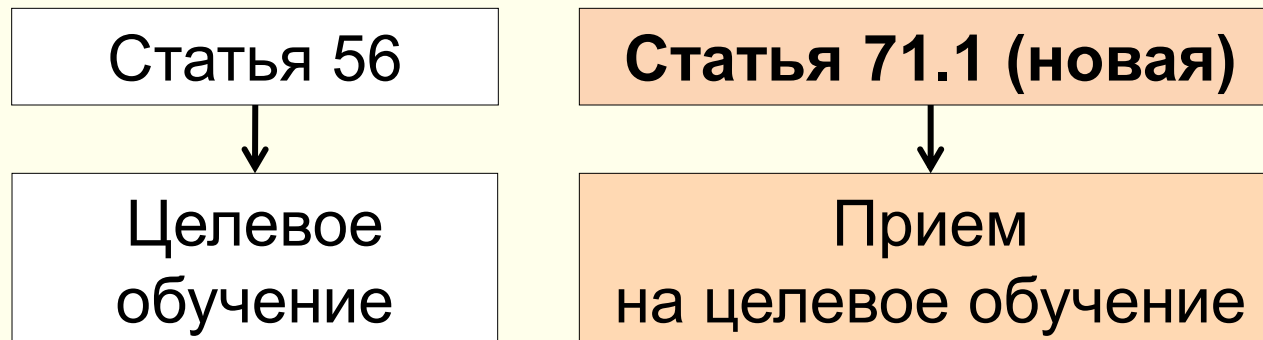 Статья 56
Статья 71.1 (новая)
Целевое
обучение
Прием
на целевое обучение